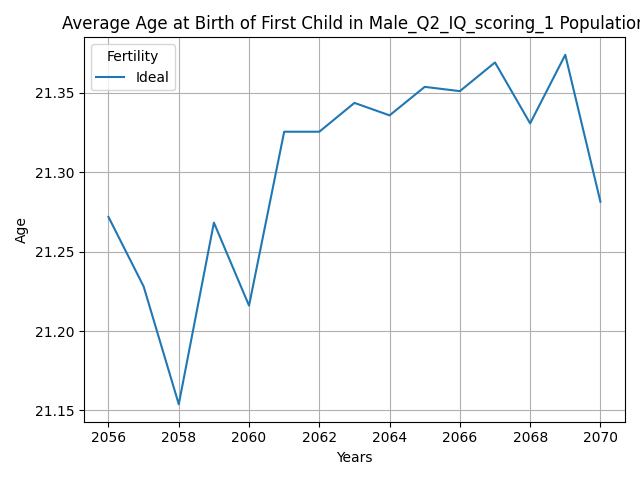 Average Age at Birth of First Child in Male_Q2_IQ_scoring_1 Population
Fertility
Ideal
21.35
21.30
21.25
21.20
21.15
Age
2056 2058 2060 2062 2064 2066 2068 2070
Years